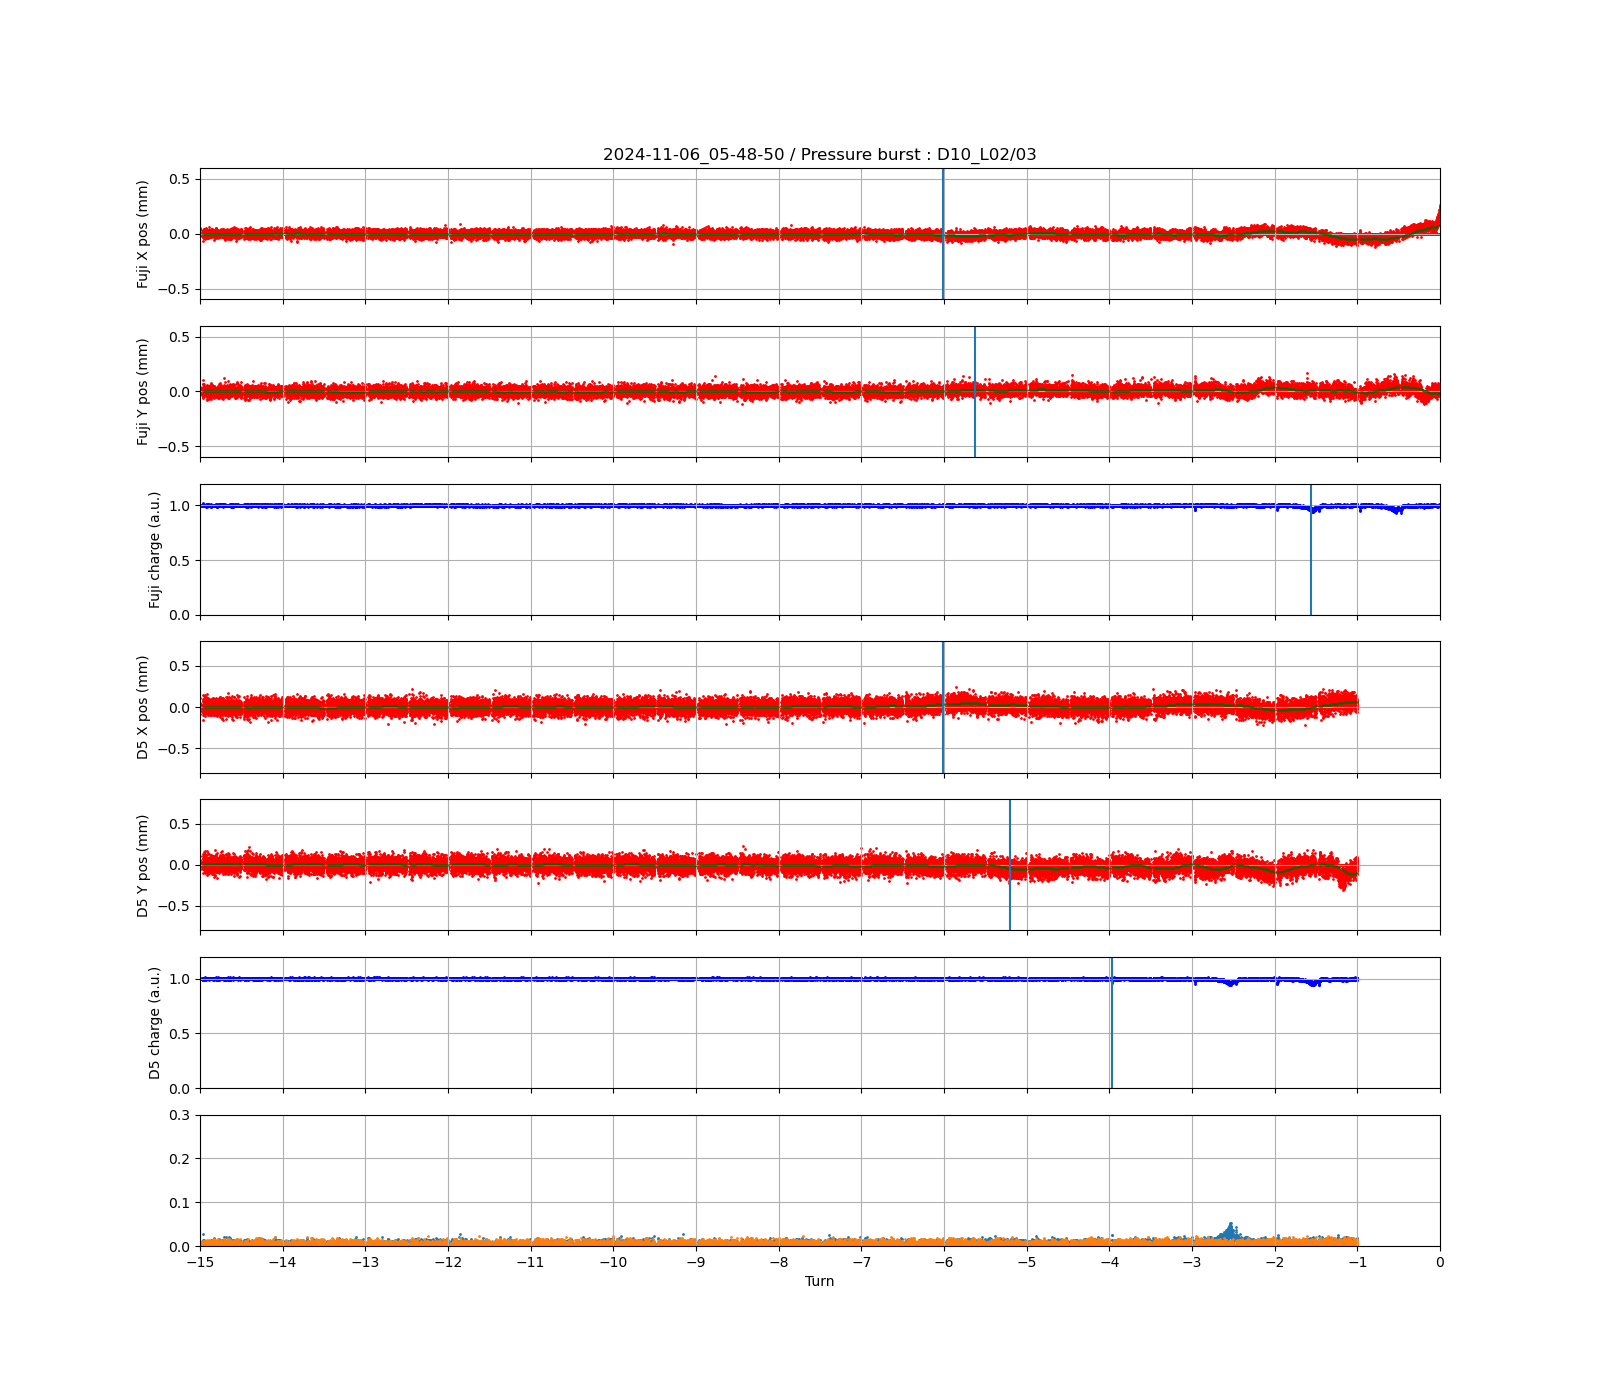 2024-11-06_05-48-50 / Pressure burst : D10_L02/03
Fuji X pos (mm)
0.5
0.0
−0.5
Fuji Y pos (mm)
0.5
0.0
−0.5
Fuji charge (a.u.)
1.0
0.5
0.0
D5 X pos (mm)
0.5
0.0
−0.5
D5 Y pos (mm)
0.5
0.0
−0.5
D5 charge (a.u.)
1.0
0.5
0.0
0.3
0.2
0.1
0.0
−15 −14 −13 −12 −11 −10 −9 −8 −7 −6 −5 −4 −3 −2 −1 0
Turn